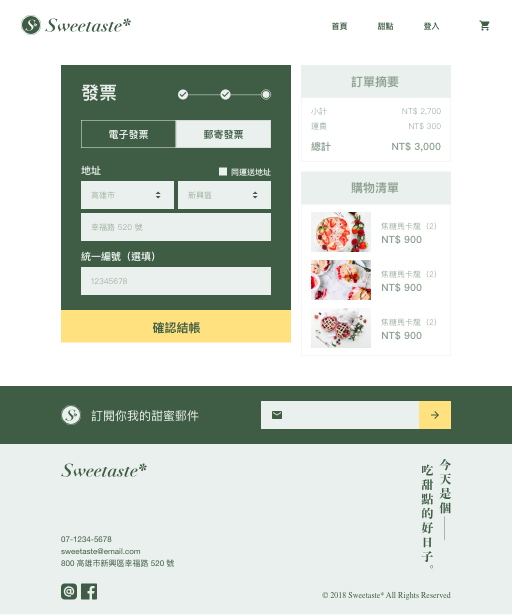 Sweetaste*
首頁
甜點
登入
發票
電子發票
郵寄發票
地址
同運送地址
高雄市
新興區
幸福路 520 號
統一編號（選填）
12345678
確認結帳
訂單摘要
小計
NT$ 2,700
運費
NT$ 300
總計
NT$ 3,000
購物清單
焦糖馬卡龍（2）
NT$ 900
焦糖馬卡龍（2）
NT$ 900
焦糖馬卡龍（2）
NT$ 900
訂閱你我的甜蜜郵件
Sweetaste*
今天是個──
吃甜點的好日子。
07-1234-5678
sweetaste@email.com
800 高雄市新興區幸福路 520 號
© 2018 Sweetaste* All Rights Reserved